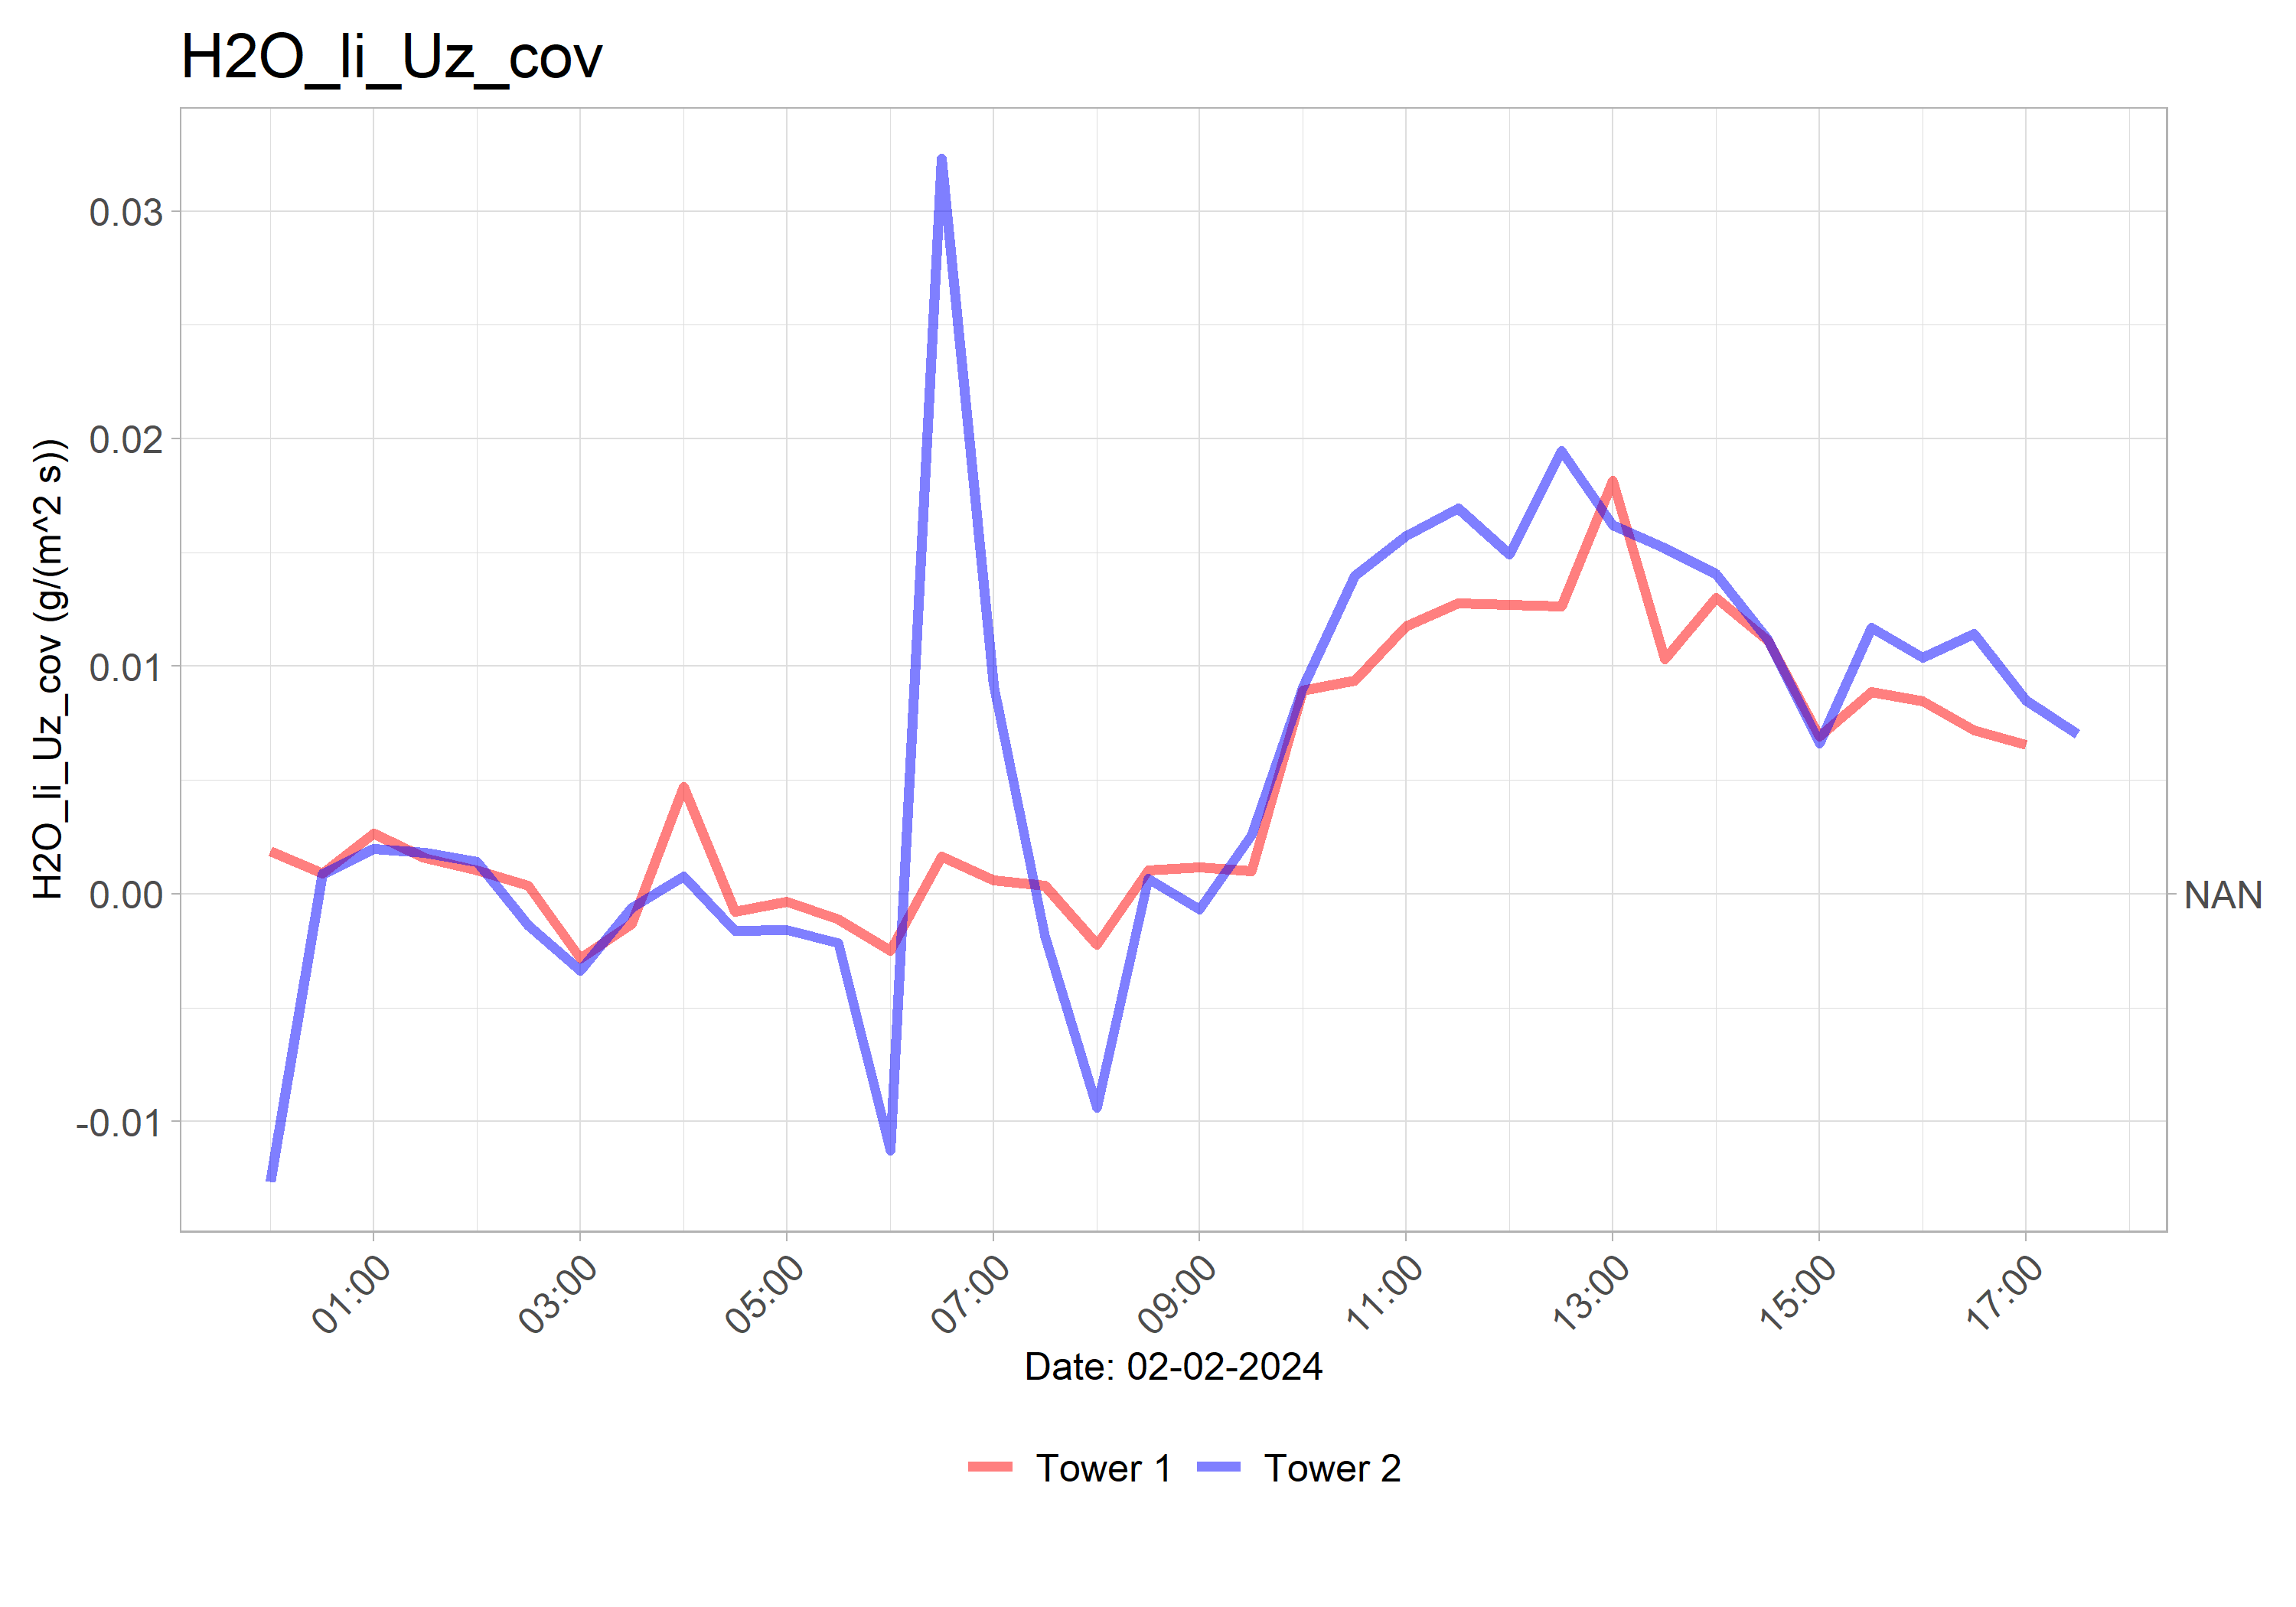 H2O_li_Uz_cov
H2O_li_Uz_cov (g/(m^2 s))
0.03
0.02
0.01
0.00
-0.01
NAN
01:00
03:00
05:00
07:00
09:00
11:00
13:00
15:00
17:00
Date: 02-02-2024
Tower 1
Tower 2